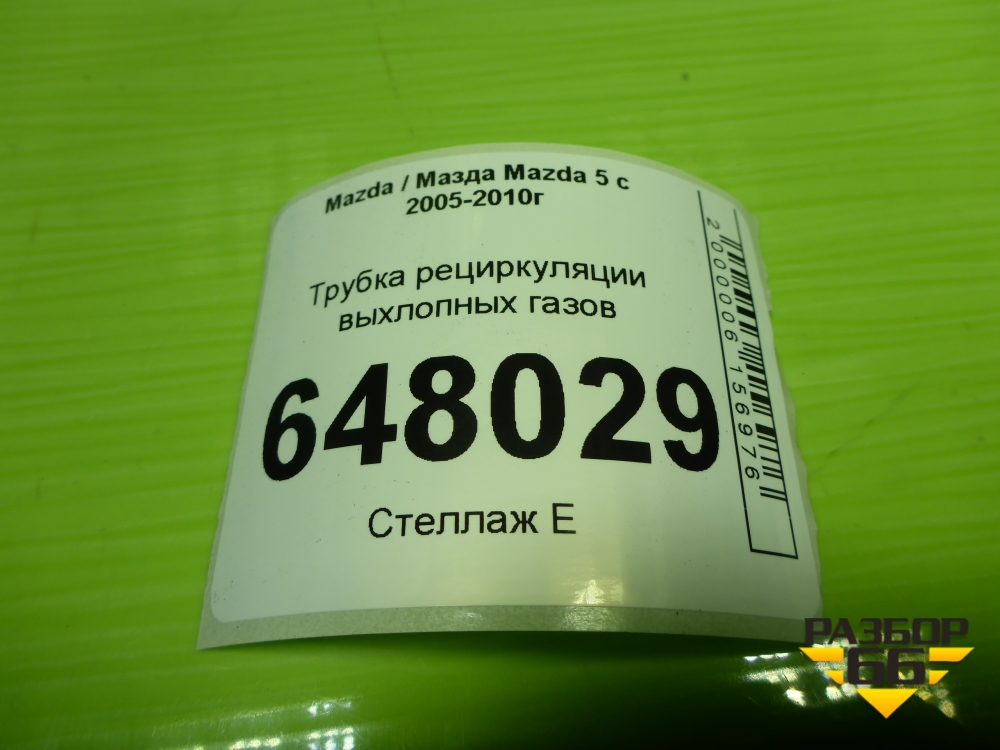 Mazda / Мазда Mazda 5 с
2005-2010г
Трубка рециркуляции
выхлопных газов
648029
Стеллаж Е
2000006156976
РАЗБОР
66